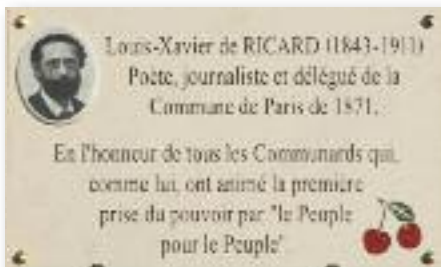 Louis-Xavier de RICARD (1843-1911)
Poète, journaliste et délégué de la
Commune de Paris de 1871.
En l'honneur de tous les Communards qui,
comme lui, ont animé la première
prise du pouvoir par "le Peuple
pour le Peuple"